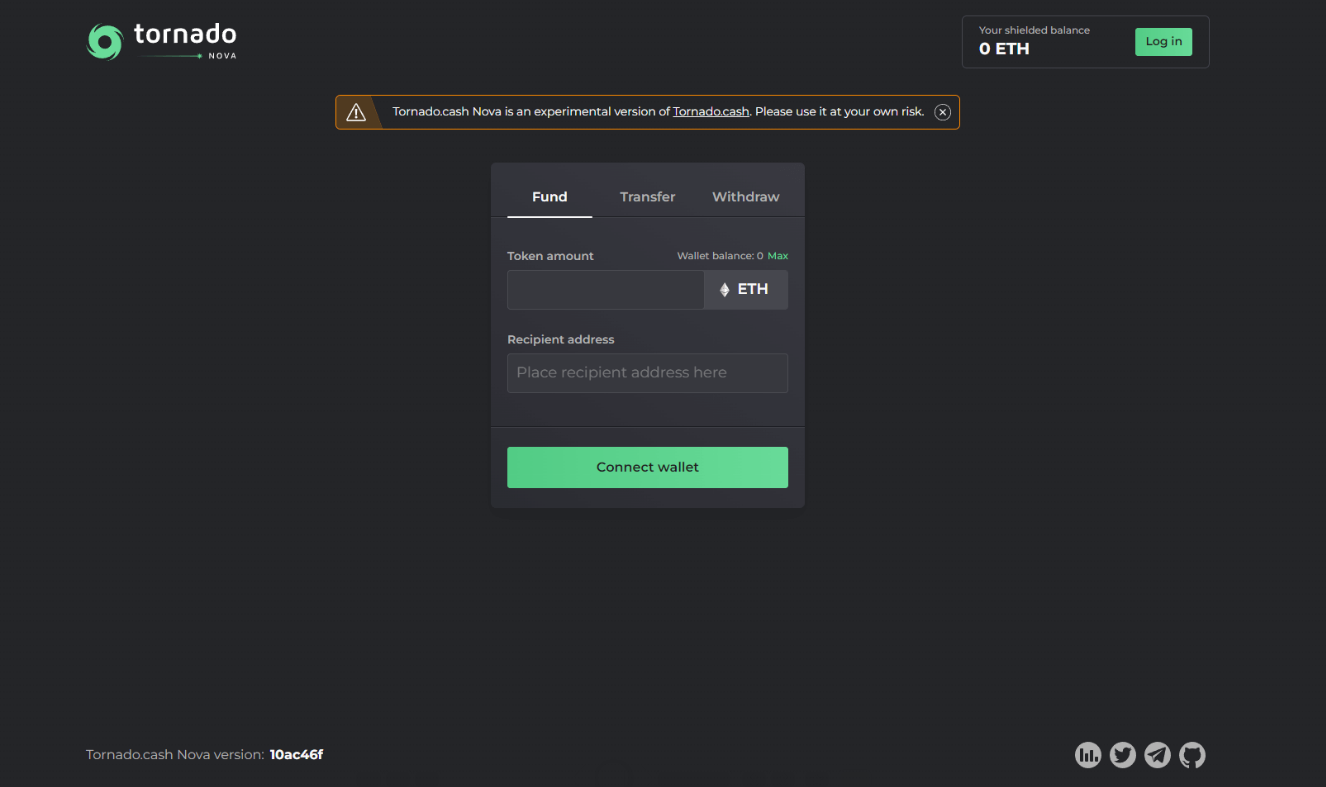 tornado
NOVA
Your shielded balance
0 ETH
Log in
Tornado.cash Nova is an experimental version of Tornado.cash. Please use it at your own risk.
Fund Transfer Withdraw
Token amount Wallet balance: 0 Max
ETH
Recipient address
Place recipient address here
Connect wallet
Tornado.cash Nova version: 10ac46f